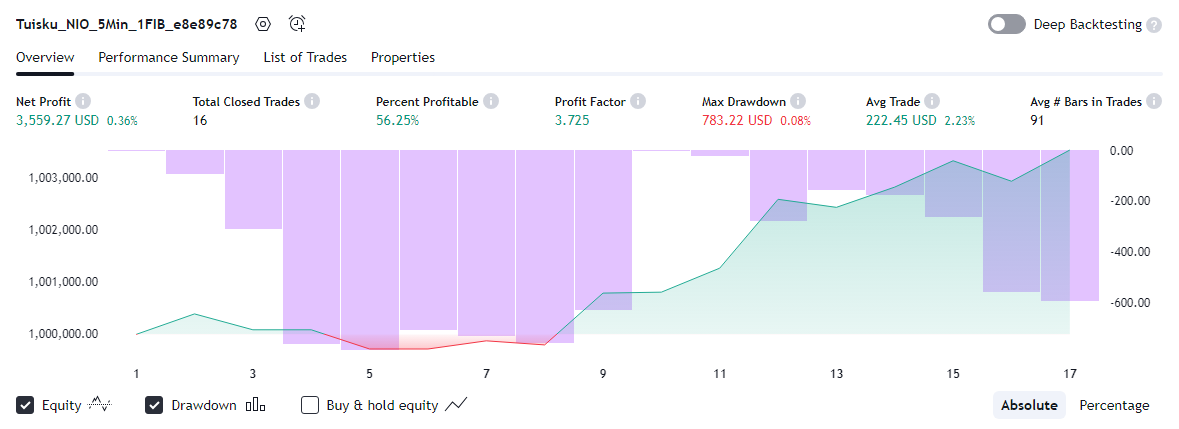 Tuisku_NIO_5Min_1FIB_e8e89c78
Deep Backtesting ?
Overview Performance Summary List of Trades Properties
Net Profit i Total Closed Trades i Percent Profitable i Profit Factor i Max Drawdown i Avg Trade i Avg # Bars in Trades i
3,559.27 USD 0.36% 16 56.25% 3.725 783.22 USD 0.08% 222.45 USD 2.23% 91
0.00
1,003,000.00
-200.00
1,002,000.00
-400.00
1,001,000.00
-600.00
1,000,000.00
1 3 5 7 9 11 13 15 17
Equity Drawdown Buy & hold equity Absolute Percentage